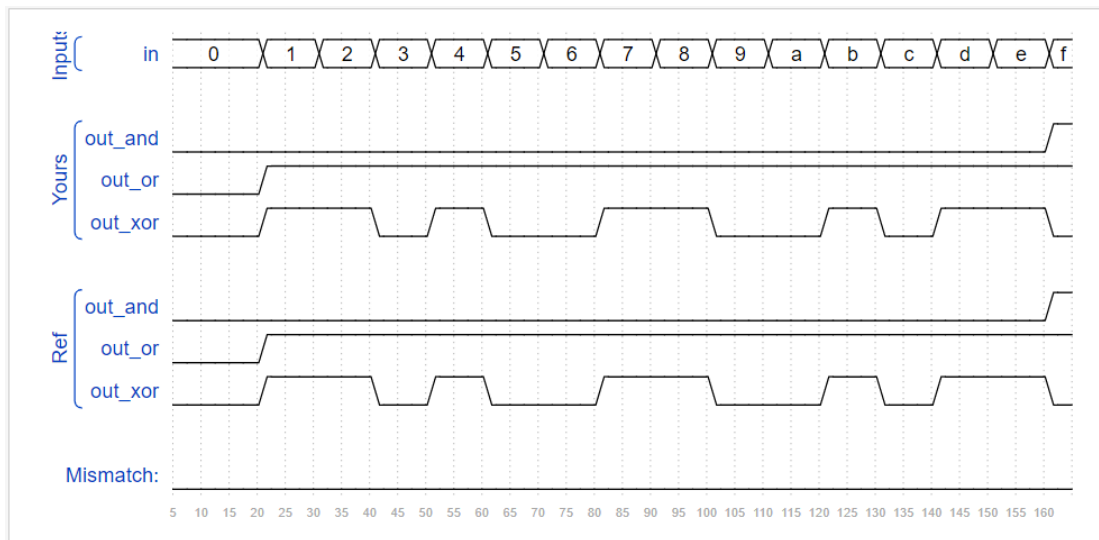 Inputs
in 0 1 2 3 4 5 6 7 8 9 a b c d e f
Yours
out_and
out_or
out_xor
Ref
out_and
out_or
out_xor
Mismatch:
5 10 15 20 25 30 35 40 45 50 55 60 65 70 75 80 85 90 95 100 105 110 115 120 125 130 135 140 145 150 155 160